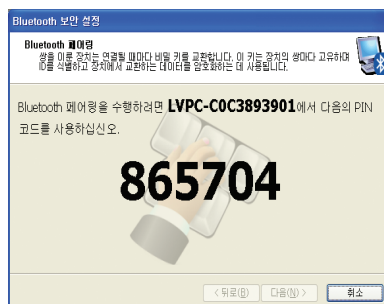 Bluetooth 보안 설정
Bluetooth 페이링
쌍을 이룬 장치는 연결될 때마다 비밀 키를 교환합니다. 이 키는 장치의 쌍마다 고유하며
ID를 식별하고 장치에서 교환하는 데이터를 암호화하는 데 사용됩니다.
Bluetooth 페어링을 수행하려면 LVPC-C0C3893901에서 다음의 PIN
코드를 사용하십시오.
865704
< 뒤로(B)
다음(N) >
취소